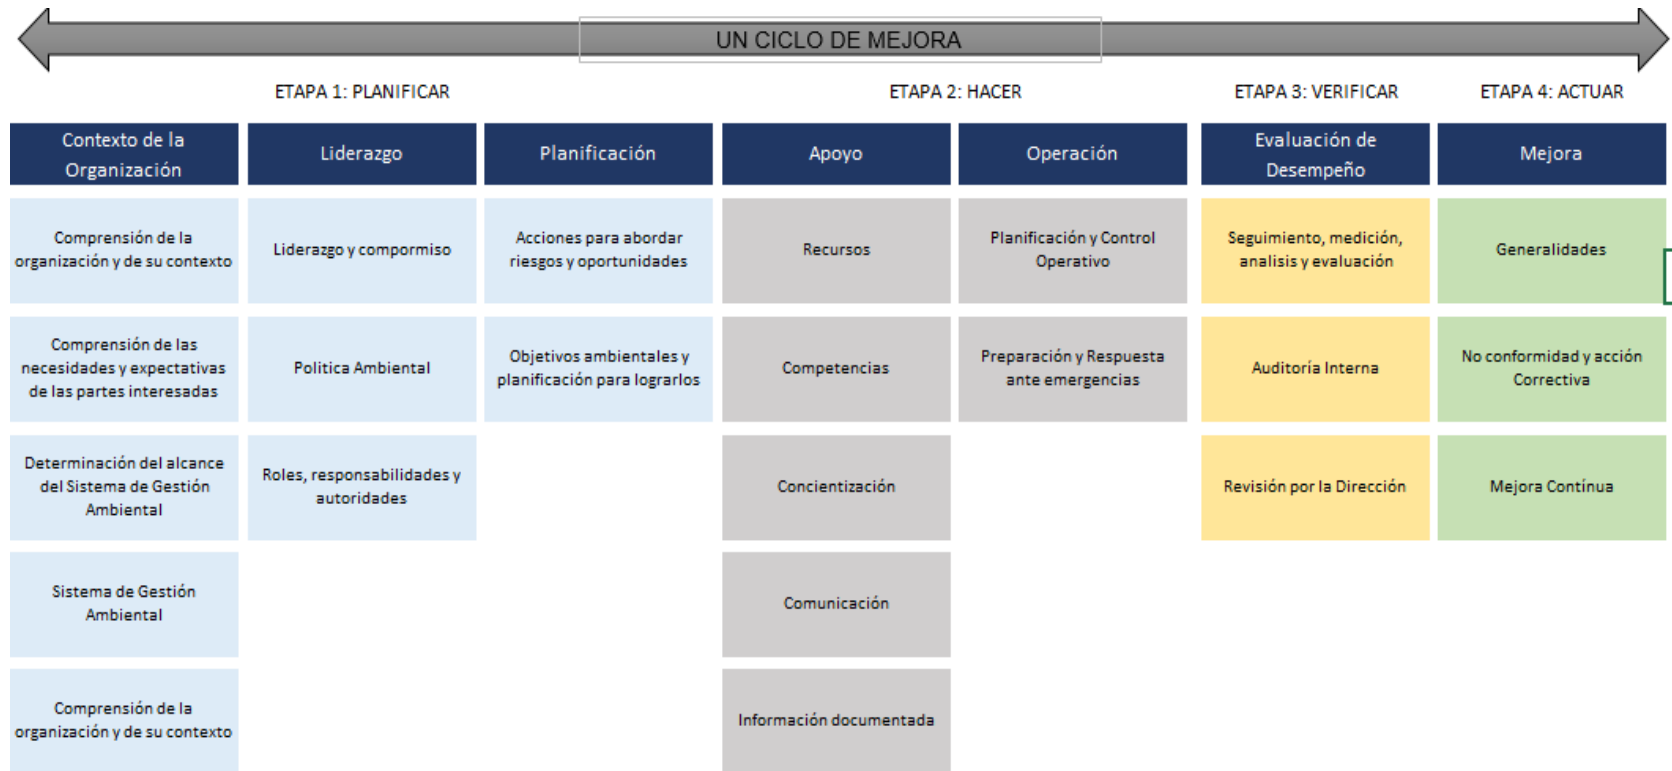 UN CICLO DE MEJORA
ETAPA 1: PLANIFICAR
ETAPA 2: HACER
ETAPA 3: VERIFICAR
ETAPA 4: ACTUAR
Contexto de la
Organización
Liderazgo
Planificación
Apoyo
Operación
Evaluación de
Desempeño
Mejora
Comprensión de la
organización y de su contexto
Liderazgo y compormiso
Acciones para abordar
riesgos y oportunidades
Recursos
Planificación y Control
Operativo
Seguimiento, medición,
analisis y evaluación
Generalidades
Comprensión de las
necesidades y expectativas
de las partes interesadas
Politica Ambiental
Objetivos ambientales y
planificación para lograrlos
Competencias
Preparación y Respuesta
ante emergencias
Auditoría Interna
No conformidad y acción
Correctiva
Determinación del alcance
del Sistema de Gestión
Ambiental
Roles, responsabilidades y
autoridades
Concientización
Revisión por la Dirección
Mejora Contínua
Sistema de Gestión
Ambiental
Comunicación
Comprensión de la
organización y de su contexto
Información documentada